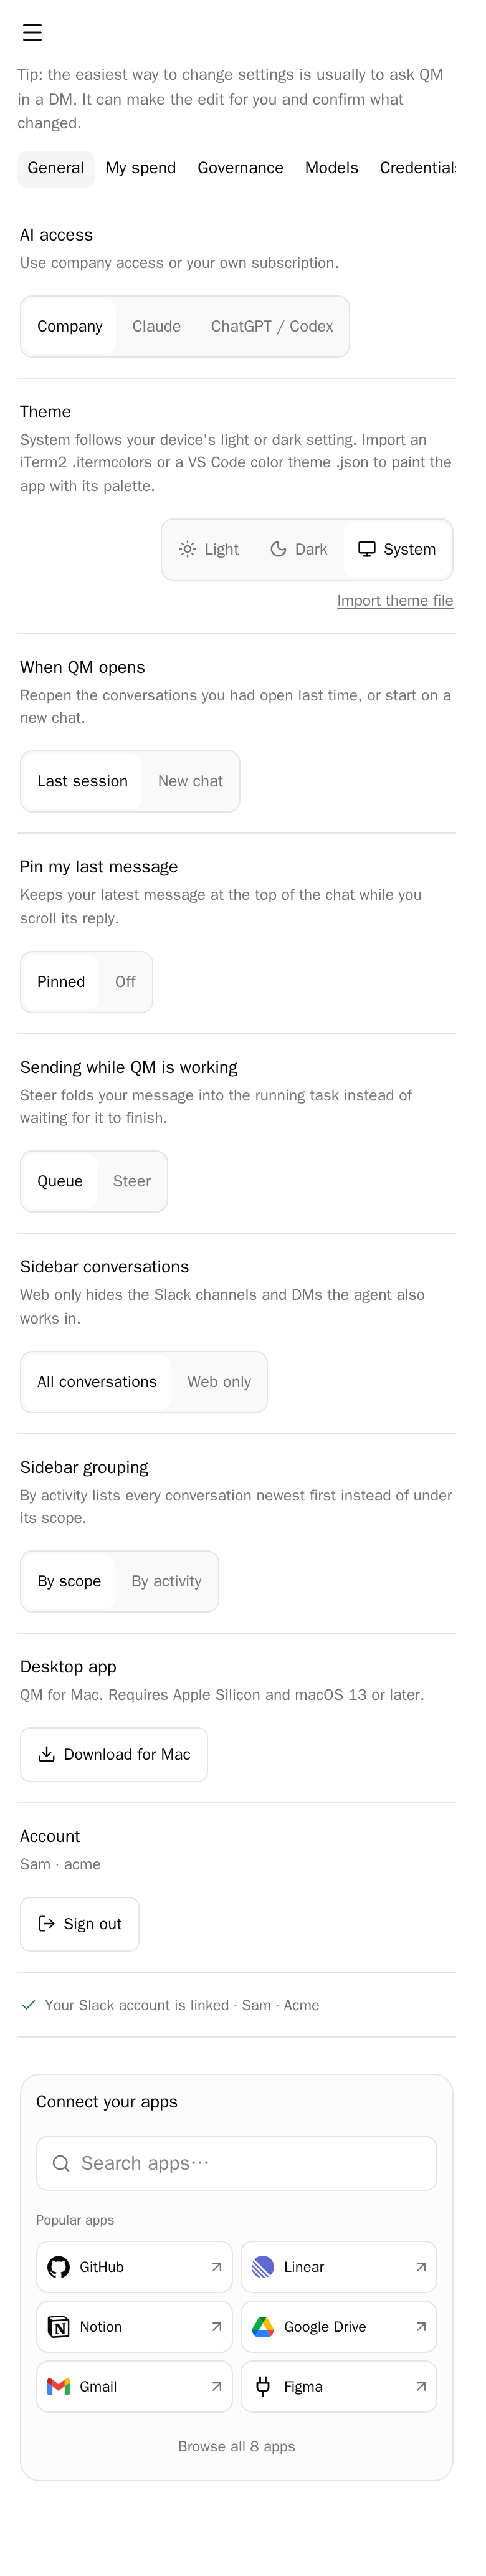 Tip: the easiest way to change settings is usually to ask QM
in a DM. It can make the edit for you and confirm what
changed.
General My spend Governance Models Credentials
AI access
Use company access or your own subscription.
Company Claude ChatGPT / Codex
Theme
System follows your device's light or dark setting. Import an
iTerm2 .itermcolors or a VS Code color theme .json to paint the
app with its palette.
Light Dark System
Import theme file
When QM opens
Reopen the conversations you had open last time, or start on a
new chat.
Last session New chat
Pin my last message
Keeps your latest message at the top of the chat while you
scroll its reply.
Pinned Off
Sending while QM is working
Steer folds your message into the running task instead of
waiting for it to finish.
Queue Steer
Sidebar conversations
Web only hides the Slack channels and DMs the agent also
works in.
All conversations Web only
Sidebar grouping
By activity lists every conversation newest first instead of under
its scope.
By scope By activity
Desktop app
QM for Mac. Requires Apple Silicon and macOS 13 or later.
Download for Mac
Account
Sam · acme
Sign out
Your Slack account is linked · Sam · Acme
Connect your apps
Search apps…
Popular apps
GitHub Linear
Notion Google Drive
Gmail Figma
Browse all 8 apps